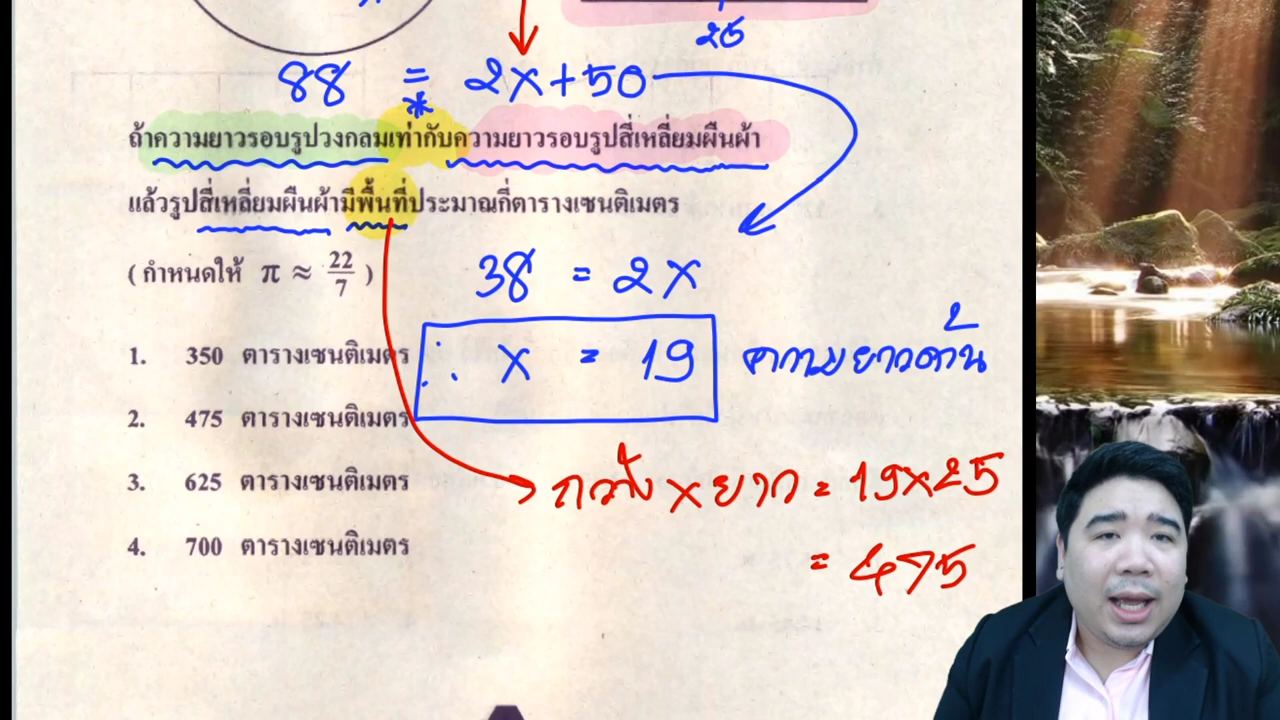 25
88 = 2x+50
*
ถ้าความยาวรอบรูปวงกลมเท่ากับความยาวรอบรูปสี่เหลี่ยมผืนผ้า
แล้วรูปสี่เหลี่ยมผืนผ้ามีพื้นที่ประมาณกี่ตารางเซนติเมตร
( กำหนดให้ π ≈ 22/7 )
38 = 2x
1. 350 ตารางเซนติเมตร
∴ x = 19 ความยาวด้าน
2. 475 ตารางเซนติเมตร
3. 625 ตารางเซนติเมตร
กว้าง x ยาว = 19x25
4. 700 ตารางเซนติเมตร
= 475